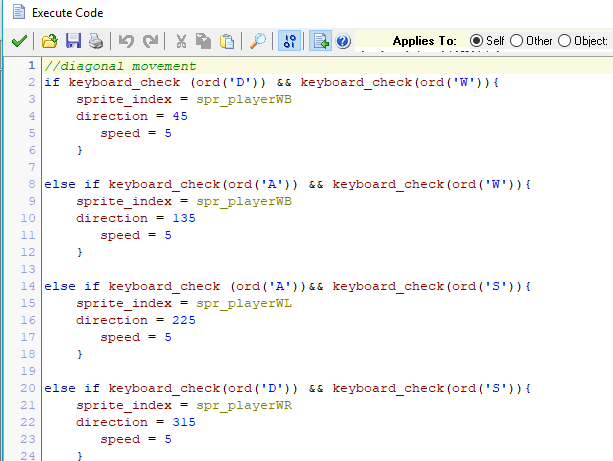 Execute Code
Applies To: Self Other Object:
1 //diagonal movement
2 if keyboard_check (ord('D')) && keyboard_check(ord('W')){
3 sprite_index = spr_playerWB
4 direction = 45
5 speed = 5
6 }
7
8 else if keyboard_check(ord('A')) && keyboard_check(ord('W')){
9 sprite_index = spr_playerWB
10 direction = 135
11 speed = 5
12 }
13
14 else if keyboard_check (ord('A'))&& keyboard_check(ord('S')){
15 sprite_index = spr_playerWL
16 direction = 225
17 speed = 5
18 }
19
20 else if keyboard_check(ord('D')) && keyboard_check(ord('S')){
21 sprite_index = spr_playerWR
22 direction = 315
23 speed = 5
24 }